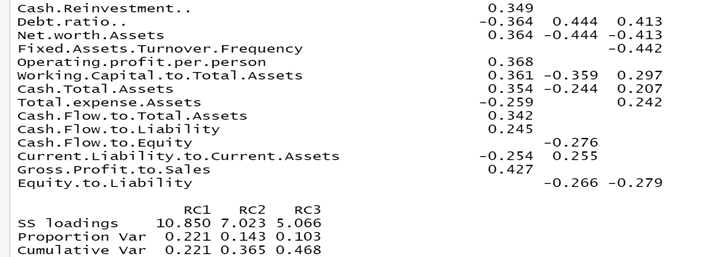 Cash.Reinvestment.. 0.349
Debt.ratio.. -0.364 0.444 0.413
Net.worth.Assets 0.364 -0.444 -0.413
Fixed.Assets.Turnover.Frequency -0.442
Operating.profit.per.person 0.368
Working.Capital.to.Total.Assets 0.361 -0.359 0.297
Cash.Total.Assets 0.354 -0.244 0.207
Total.expense.Assets -0.259 0.242
Cash.Flow.to.Total.Assets 0.342
Cash.Flow.to.Liability 0.245
Cash.Flow.to.Equity -0.276
Current.Liability.to.Current.Assets -0.254 0.255
Gross.Profit.to.Sales 0.427
Equity.to.Liability -0.266 -0.279
RC1 RC2 RC3
SS loadings 10.850 7.023 5.066
Proportion Var 0.221 0.143 0.103
Cumulative Var 0.221 0.365 0.468